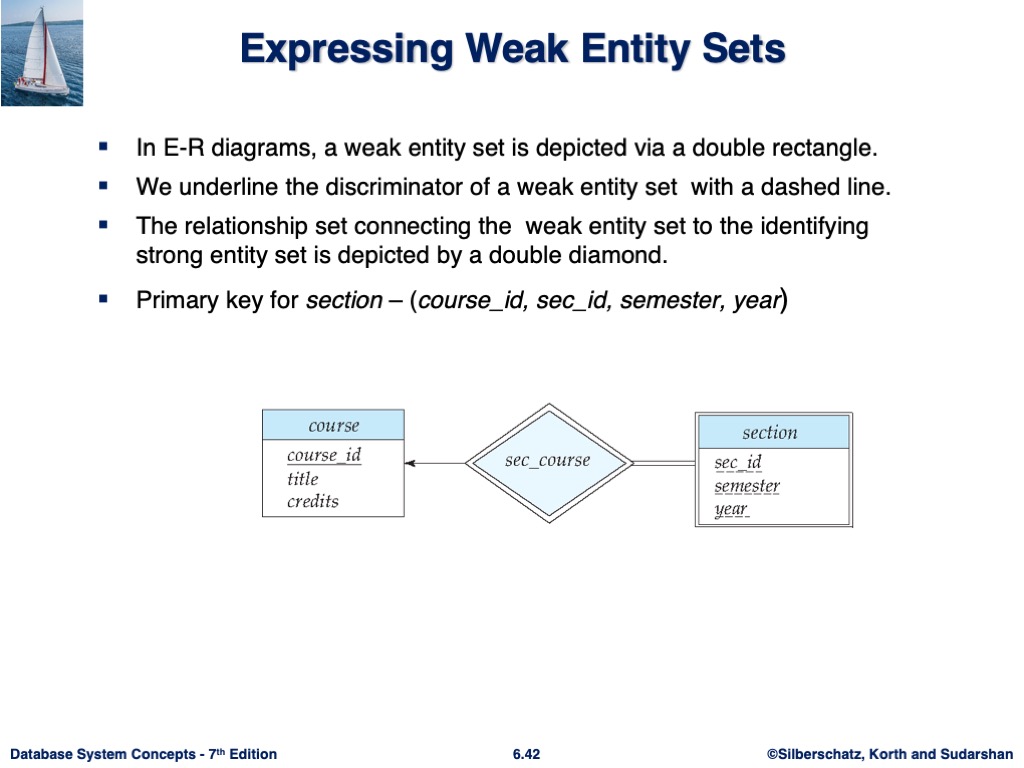 Expressing Weak Entity Sets
▪ In E-R diagrams, a weak entity set is depicted via a double rectangle.
▪ We underline the discriminator of a weak entity set with a dashed line.
▪ The relationship set connecting the weak entity set to the identifying
strong entity set is depicted by a double diamond.
▪ Primary key for section – (course_id, sec_id, semester, year)
course
course_id
title
credits
sec_course
section
sec_id
semester
year
Database System Concepts - 7th Edition
6.42
©Silberschatz, Korth and Sudarshan